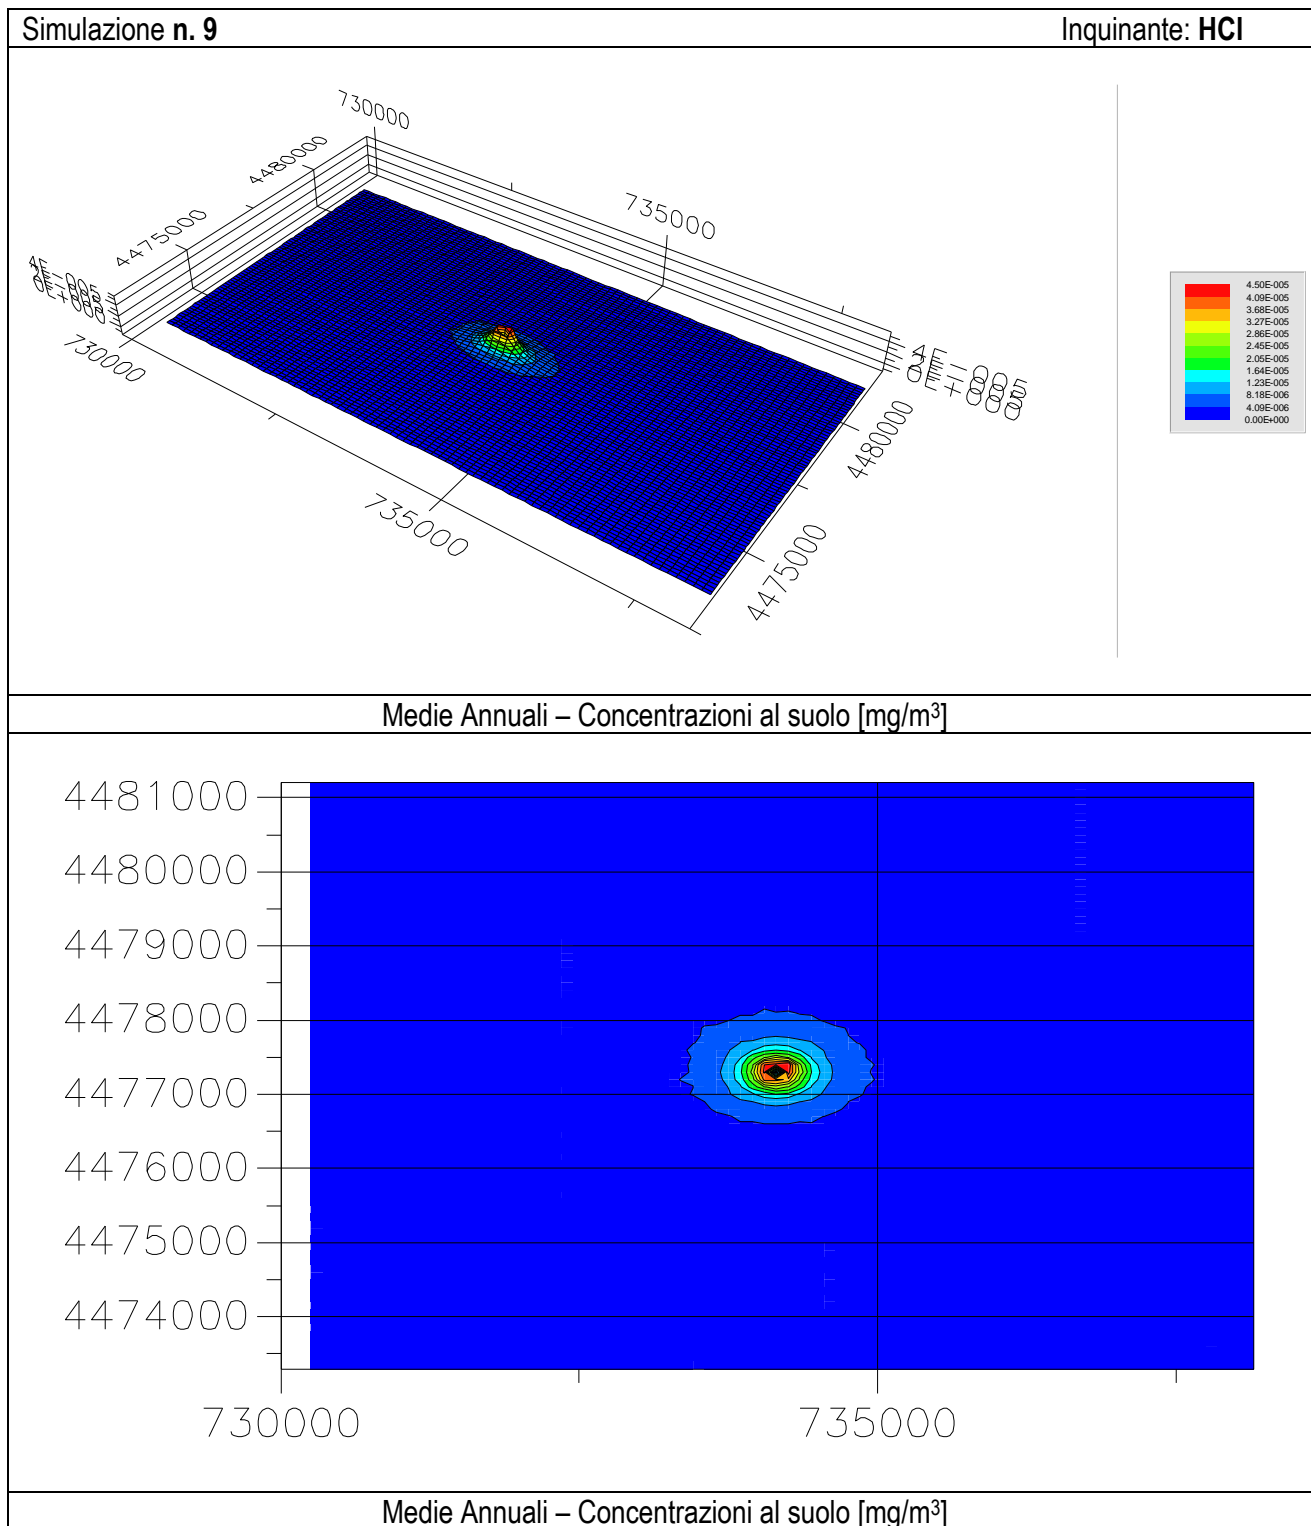 Simulazione n. 9
Inquinante: HCl
730000
4480000
4475000
735000
730000
735000
4480000
4475000
4.50E-005
4.09E-005
3.68E-005
3.27E-005
2.86E-005
2.45E-005
2.05E-005
1.64E-005
1.23E-005
8.18E-006
4.09E-006
0.00E+000
Medie Annuali – Concentrazioni al suolo [mg/m³]
4481000
4480000
4479000
4478000
4477000
4476000
4475000
4474000
730000
735000
Medie Annuali – Concentrazioni al suolo [mg/m³]